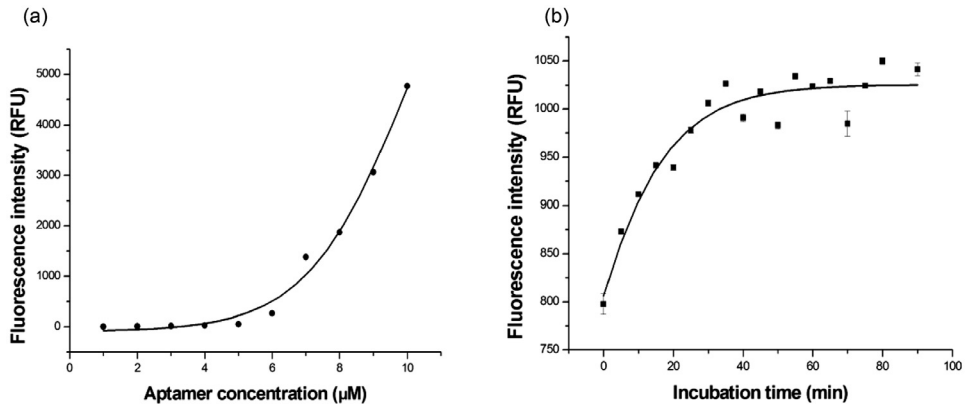 (a)
Fluorescence intensity (RFU)
5000
4000
3000
2000
1000
0
0 2 4 6 8 10
Aptamer concentration (μM)
(b)
Fluorescence intensity (RFU)
1050
1000
950
900
850
800
750
0 20 40 60 80 100
Incubation time (min)